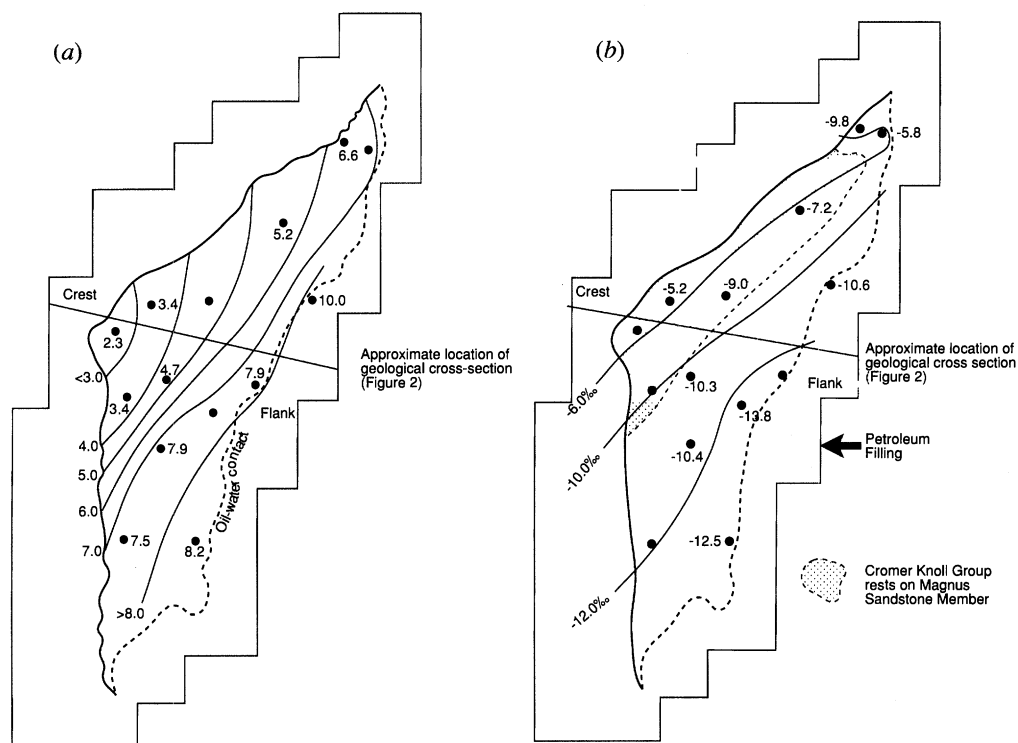 (a)
6.6
5.2
Crest
3.4
10.0
2.3
<3.0
4.7
7.9
3.4
Flank
4.0
7.9
5.0
6.0
7.0
7.5
8.2
>8.0
Oil-water contact
Approximate location of
geological cross-section
(Figure 2)
(b)
-9.8
-5.8
-7.2
Crest
-5.2
-9.0
-10.6
Approximate location of
geological cross section
(Figure 2)
Flank
-6.0‰
-10.3
-13.8
-10.4
-10.0‰
Petroleum
Filling
-12.5
-12.0‰
Cromer Knoll Group
rests on Magnus
Sandstone Member